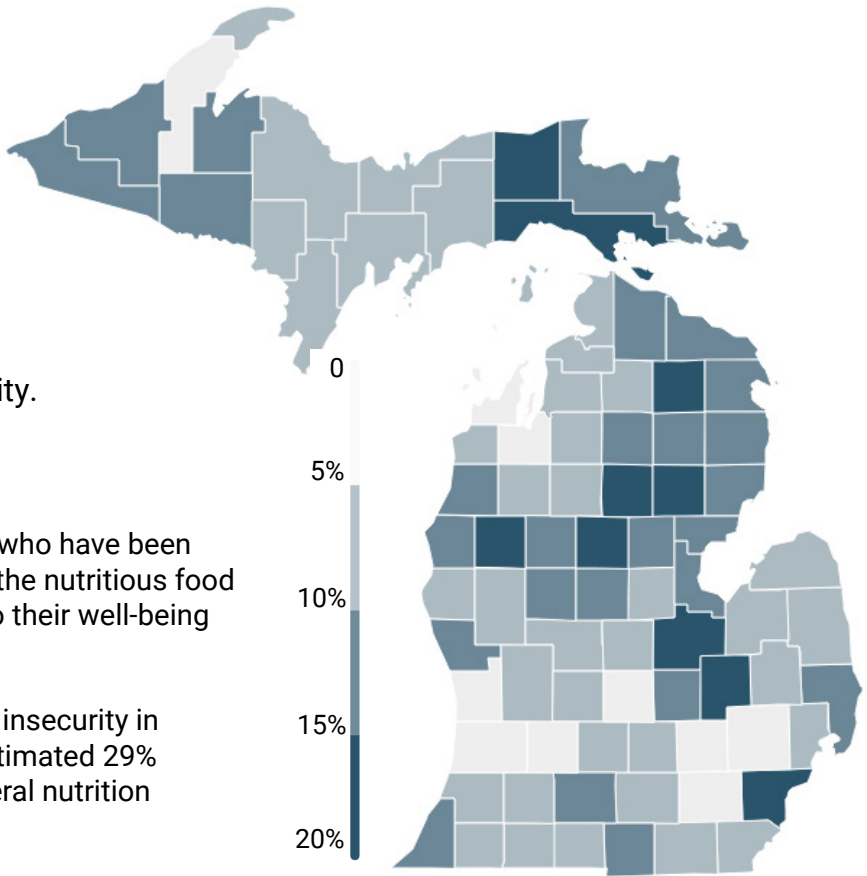 ity.
who have been
the nutritious food
o their well-being
insecurity in
timated 29%
eral nutrition
0
5%
10%
15%
20%